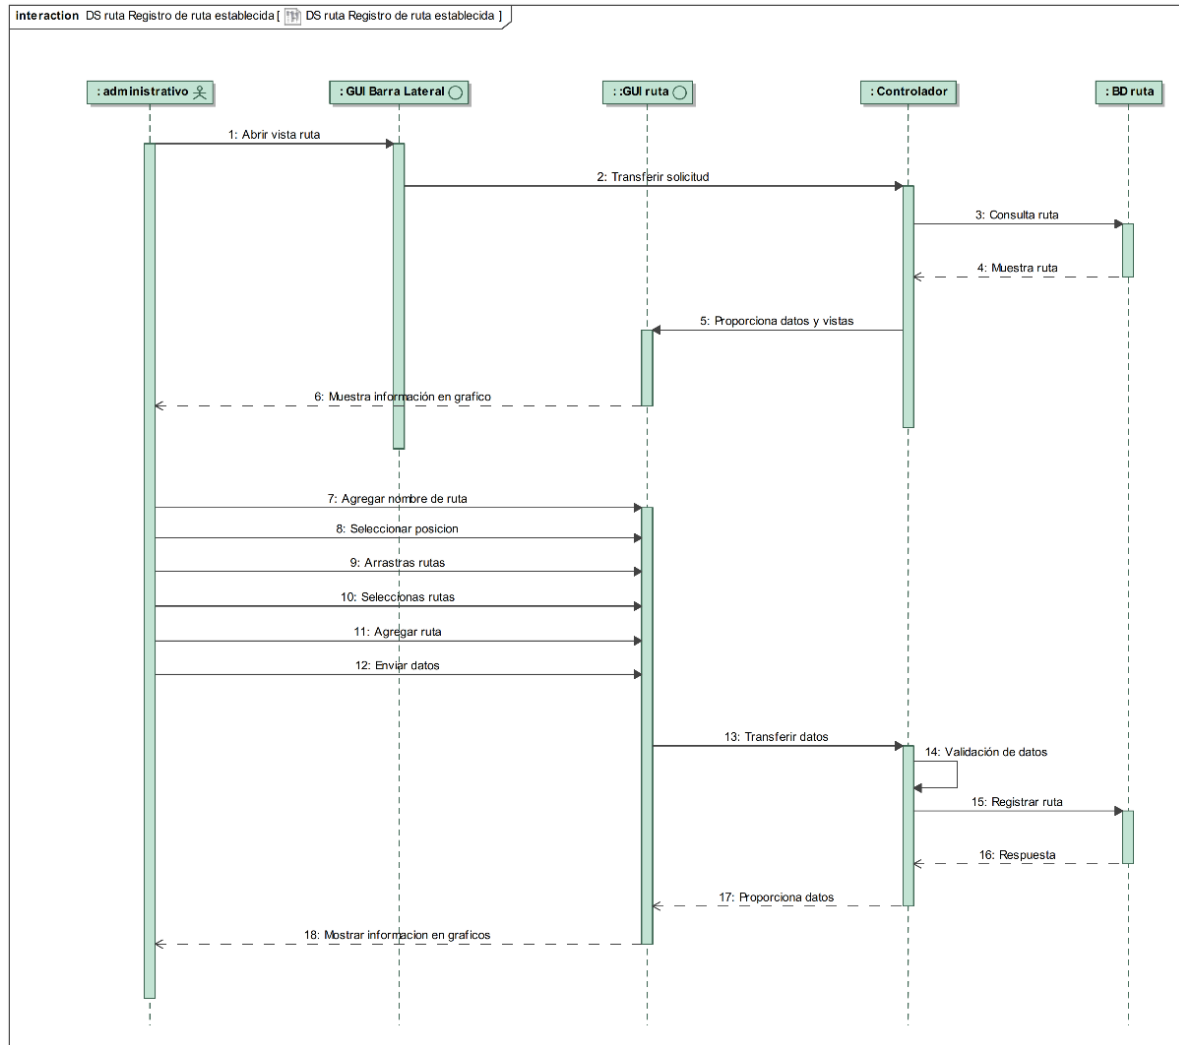 interaction DS ruta Registro de ruta establecida [ DS ruta Registro de ruta establecida ]
: administrativo
: GUI Barra Lateral
: :GUI ruta
: Controlador
: BD ruta
1: Abrir vista ruta
2: Transferir solicitud
3: Consulta ruta
4: Muestra ruta
5: Proporciona datos y vistas
6: Muestra información en grafico
7: Agregar nombre de ruta
8: Seleccionar posicion
9: Arrastras rutas
10: Seleccionas rutas
11: Agregar ruta
12: Enviar datos
13: Transferir datos
14: Validación de datos
15: Registrar ruta
16: Respuesta
17: Proporciona datos
18: Mostrar informacion en graficos